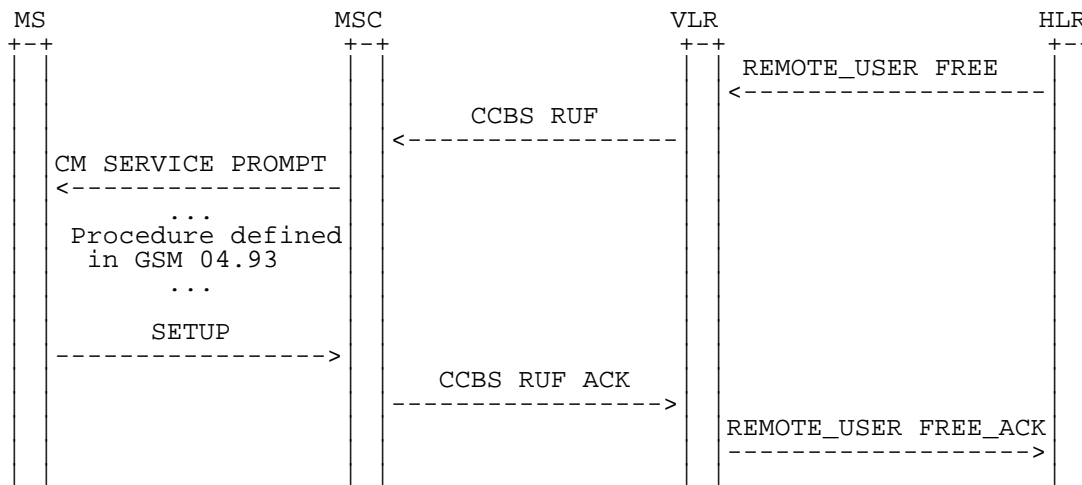 MS MSC VLR HLR
REMOTE_USER FREE
CCBS RUF
CM SERVICE PROMPT
...
Procedure defined
in GSM 04.93
...
SETUP
CCBS RUF ACK
REMOTE_USER FREE_ACK